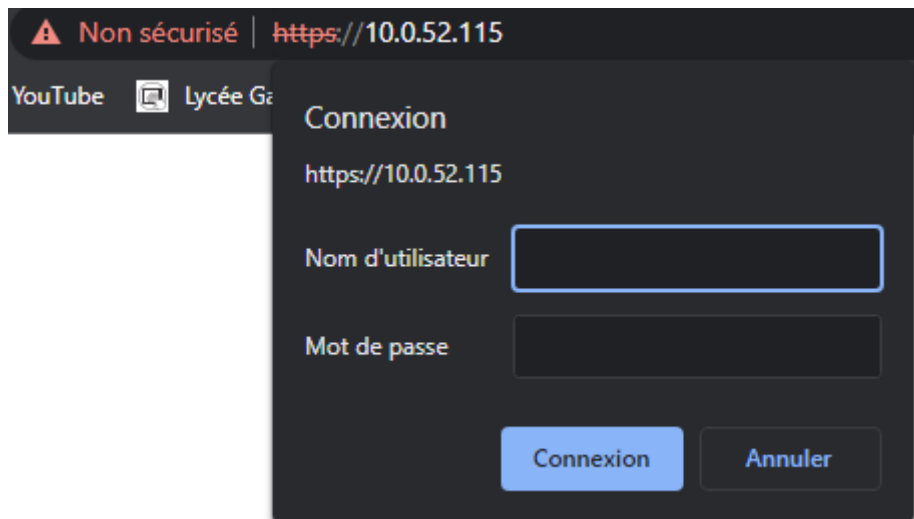 Non sécurisé | https://10.0.52.115
YouTube Lycée Ga
Connexion
https://10.0.52.115
Nom d'utilisateur
Mot de passe
Connexion Annuler